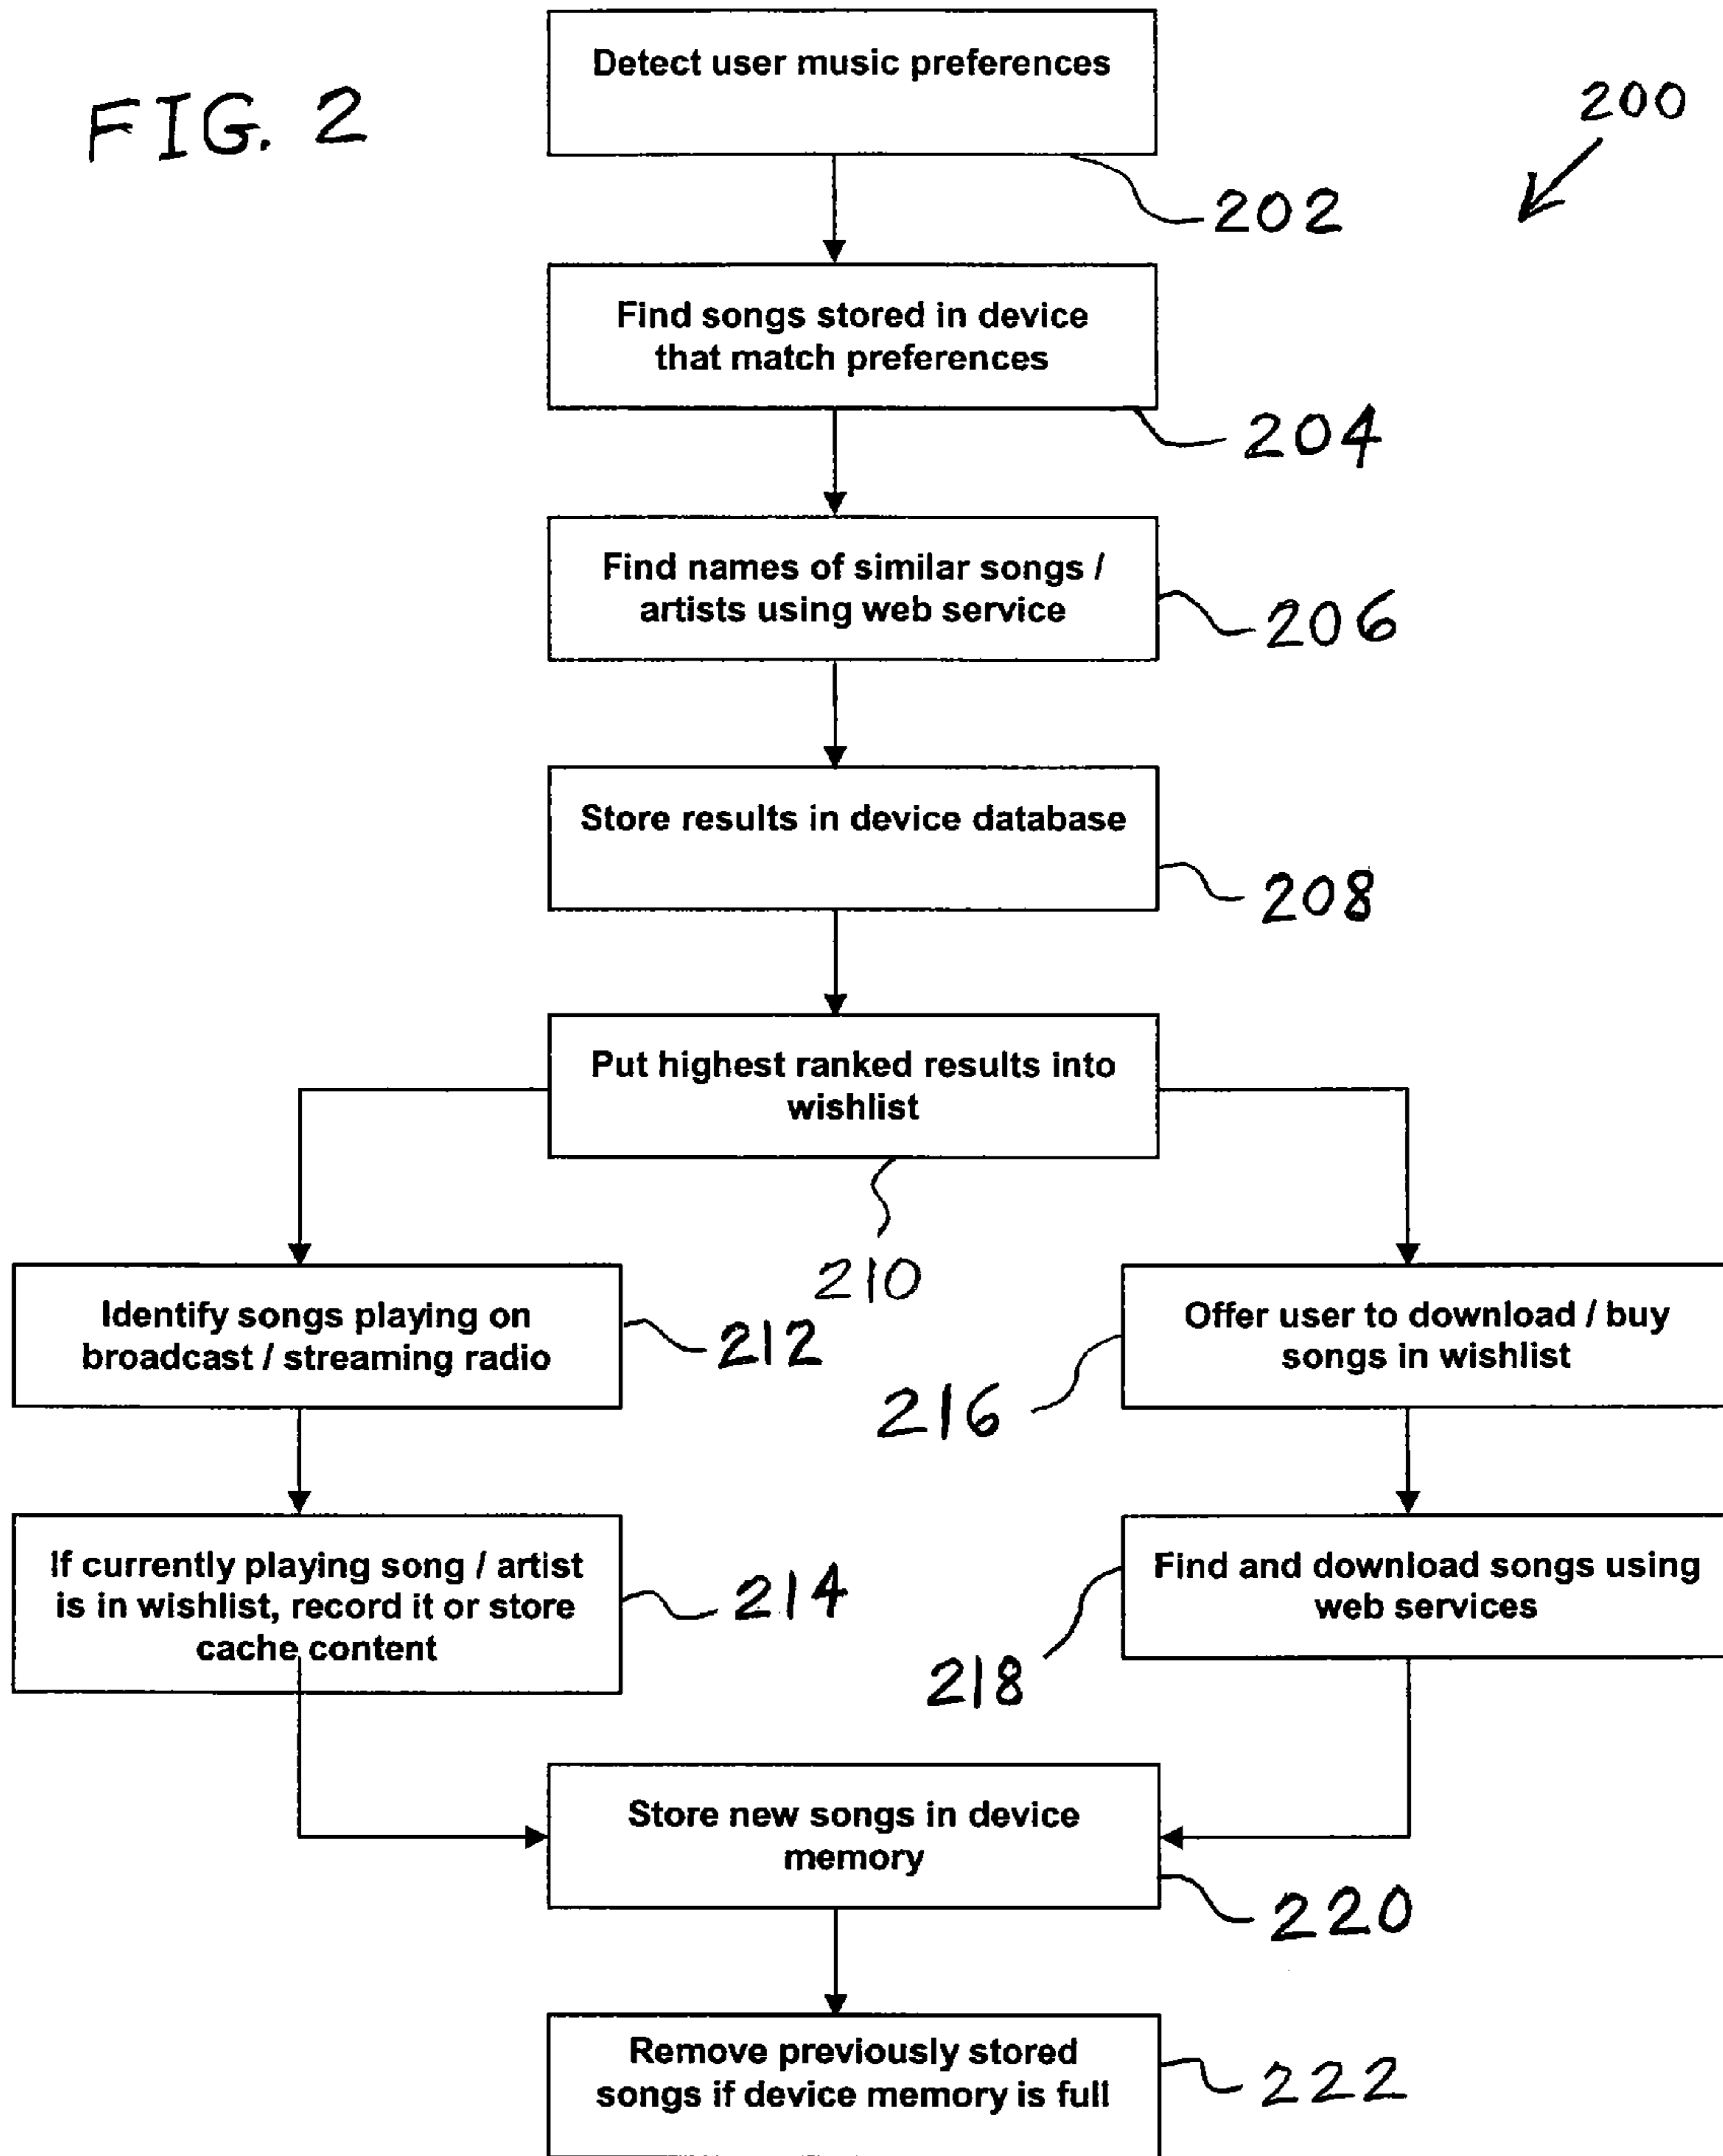 FIG. 2
200
Detect user music preferences
202
Find songs stored in device
that match preferences
204
Find names of similar songs /
artists using web service
206
Store results in device database
208
Put highest ranked results into
wishlist
210
Identify songs playing on
broadcast / streaming radio
212
Offer user to download / buy
songs in wishlist
216
If currently playing song / artist
is in wishlist, record it or store
cache content
214
Find and download songs using
web services
218
Store new songs in device
memory
220
Remove previously stored
songs if device memory is full
222